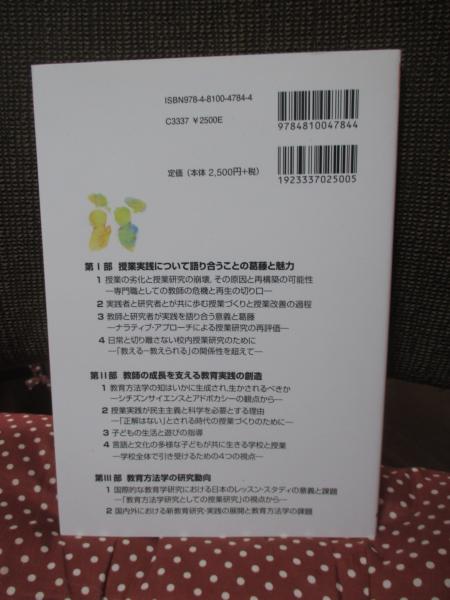 ISBN978-4-8100-4784-4
C3337 ¥2500E
定価（本体 2,500円+税）
9784810047844
1923337025005
第Ⅰ部 授業実践について語り合うことの葛藤と魅力
1 授業の劣化と授業研究の崩壊，その原因と再構築の可能性
―専門職としての教師の危機と再生の切り口―
2 実践者と研究者とが共に歩む授業づくりと授業改善の過程
3 教師と研究者が実践を語り合う意義と葛藤
―ナラティブ・アプローチによる授業研究の再評価―
4 日常と切り離さない校内授業研究のために
―「教える―教えられる」の関係性を超えて―
第Ⅱ部 教師の成長を支える教育実践の創造
1 教育方法学の知はいかに生成され，生かされるべきか
―シチズンサイエンスとアドボカシーの観点から―
2 授業実践が民主主義と科学を必要とする理由
―「正解はない」とされる時代の授業づくりのために―
3 子どもの生活と遊びの指導
4 言語と文化の多様な子どもが共に生きる学校と授業
―学校全体で引き受けるための4つの視点―
第Ⅲ部 教育方法学の研究動向
1 国際的な教育学研究における日本のレッスン・スタディの意義と課題
―「教育方法学研究としての授業研究」の視点から―
2 国内外における新教育研究・実践の展開と教育方法学の課題